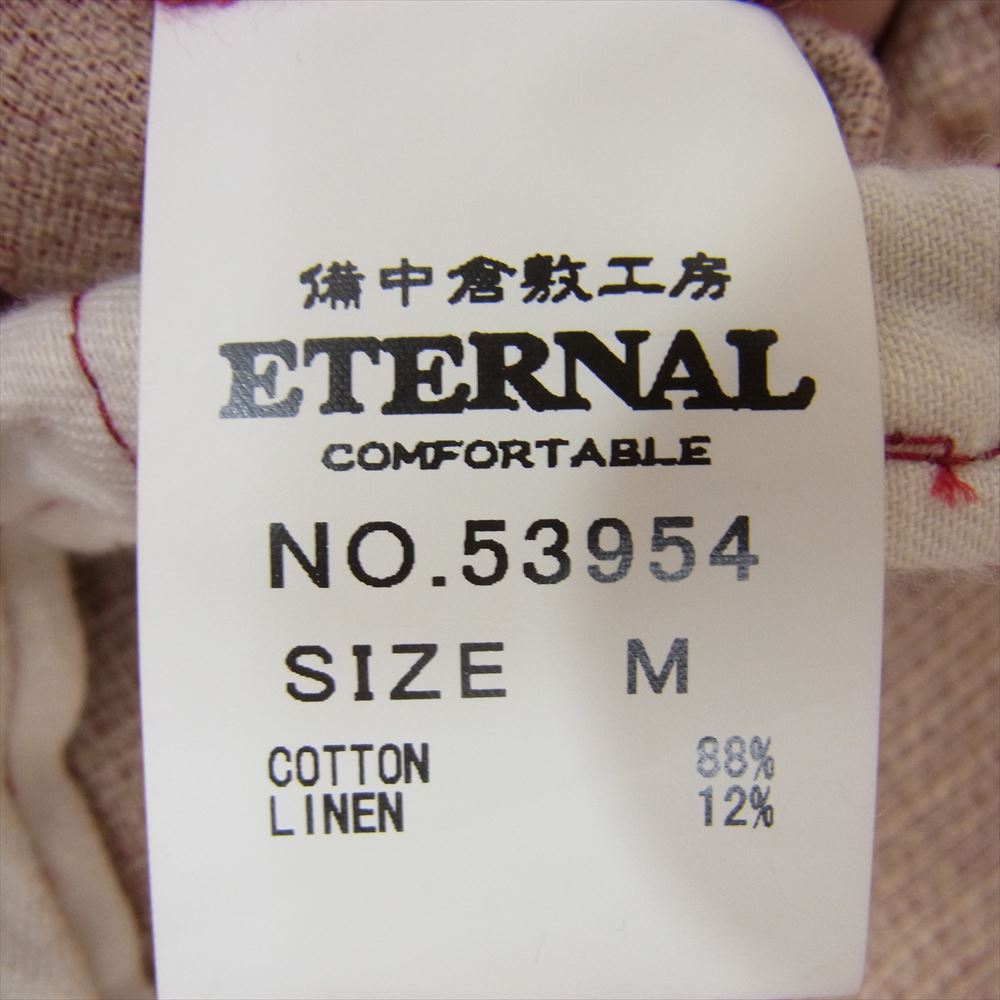 備中倉敷工房
ETERNAL
COMFORTABLE
NO.53954
SIZE M
COTTON 88%
LINEN 12%